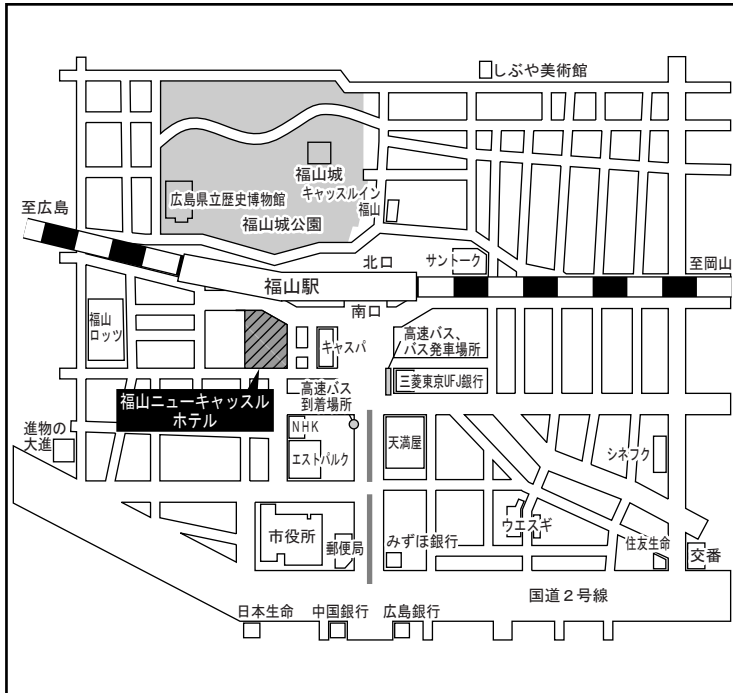 しぶや美術館
福山城
キャッスルイン
福山
広島県立歴史博物館
福山城公園
至広島
北口
サントーク
至岡山
福山駅
南口
福山
ロッツ
キャスパ
高速バス、
バス発車場所
三菱東京UFJ銀行
福山ニューキャッスル
ホテル
高速バス
到着場所
進物の
大進
NHK
エストパルク
天満屋
シネフク
市役所
郵便局
みずほ銀行
ウエスギ
住友生命
交番
国道２号線
日本生命
中国銀行
広島銀行